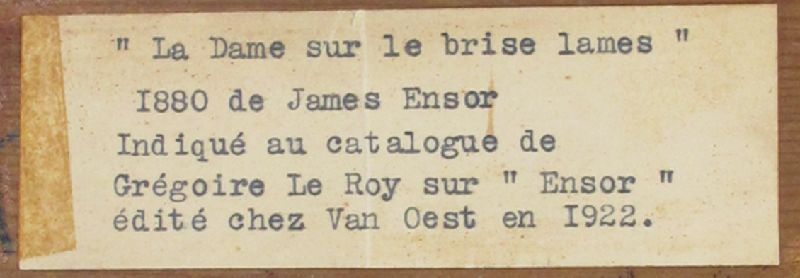 " La Dame sur le brise lames "
I880 de James Ensor
Indiqué au catalogue de
Grégoire Le Roy sur " Ensor "
édité chez Van Oest en I922.